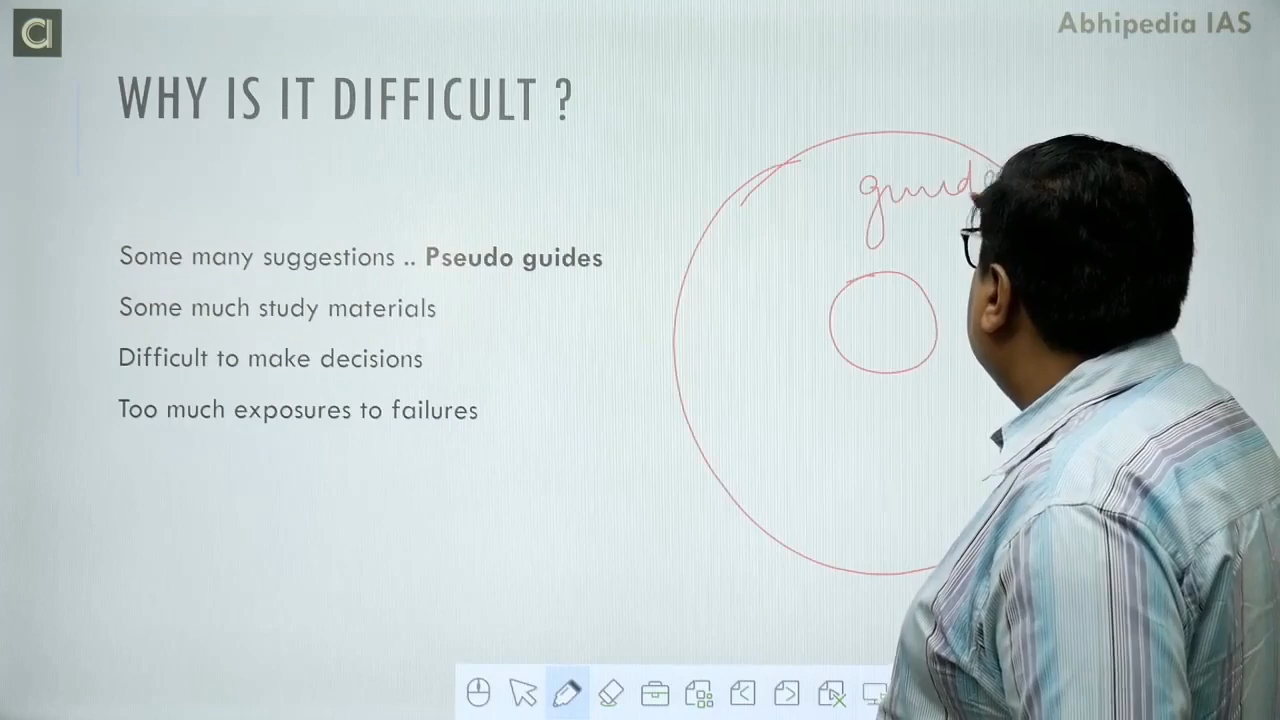 Abhipedia IAS
WHY IS IT DIFFICULT ?
Some many suggestions .. Pseudo guides
Some much study materials
Difficult to make decisions
Too much exposures to failures